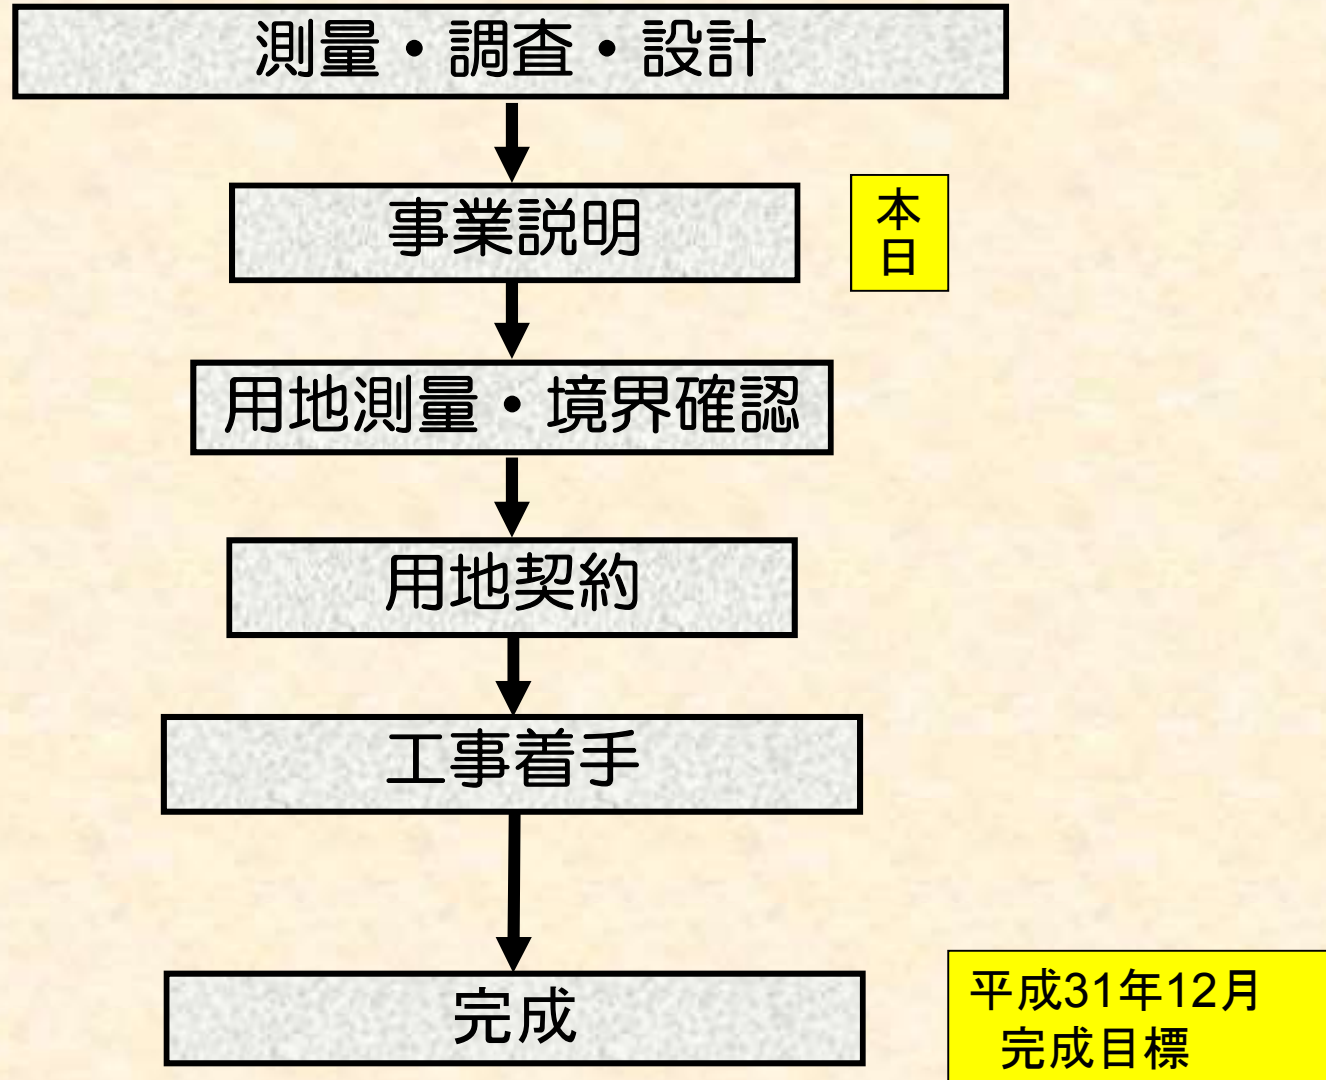 測量・調査・設計
事業説明
本
日
用地測量・境界確認
用地契約
工事着手
完成
平成31年12月
完成目標